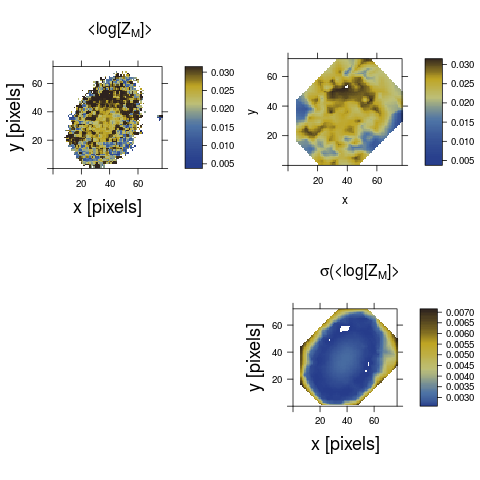 <log[Z_M]>
60
40
20
20 40 60
x [pixels]
y [pixels]
0.030
0.025
0.020
0.015
0.010
0.005
60
40
20
20 40 60
x
y
0.030
0.025
0.020
0.015
0.010
0.005
σ(<log[Z_M]>
60
40
20
20 40 60
x [pixels]
y [pixels]
0.0070
0.0065
0.0060
0.0055
0.0050
0.0045
0.0040
0.0035
0.0030